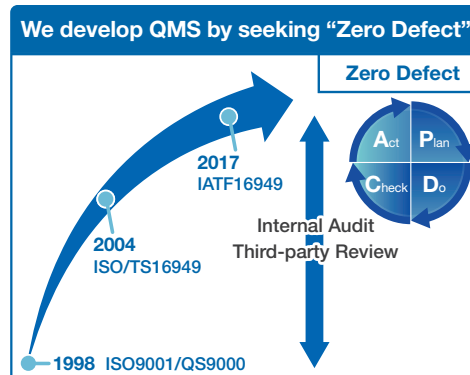 We develop QMS by seeking “Zero Defect”
Zero Defect
Act
Plan
Check
Do
2017
IATF16949
2004
ISO/TS16949
Internal Audit
Third-party Review
1998 ISO9001/QS9000